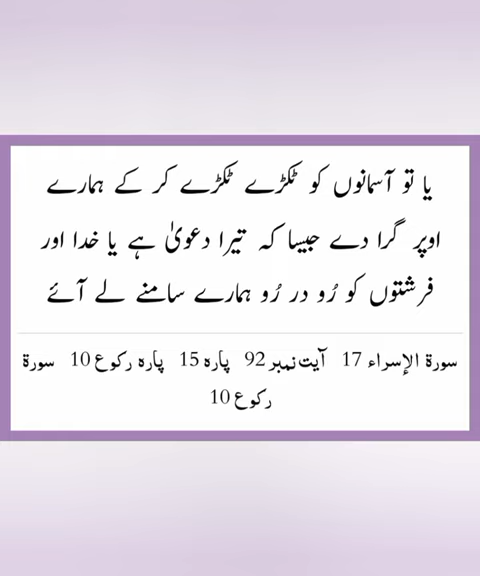 یا تو آسمانوں کو ٹکڑے ٹکڑے کر کے ہمارے
اوپر گرا دے جیسا کہ تیرا دعویٰ ہے یا خدا اور
فرشتوں کو رُو در رُو ہمارے سامنے لے آئے
سورة الإسراء 17 آیت نمبر 92 پارہ 15 پارہ رکوع 10 سورة
رکوع 10